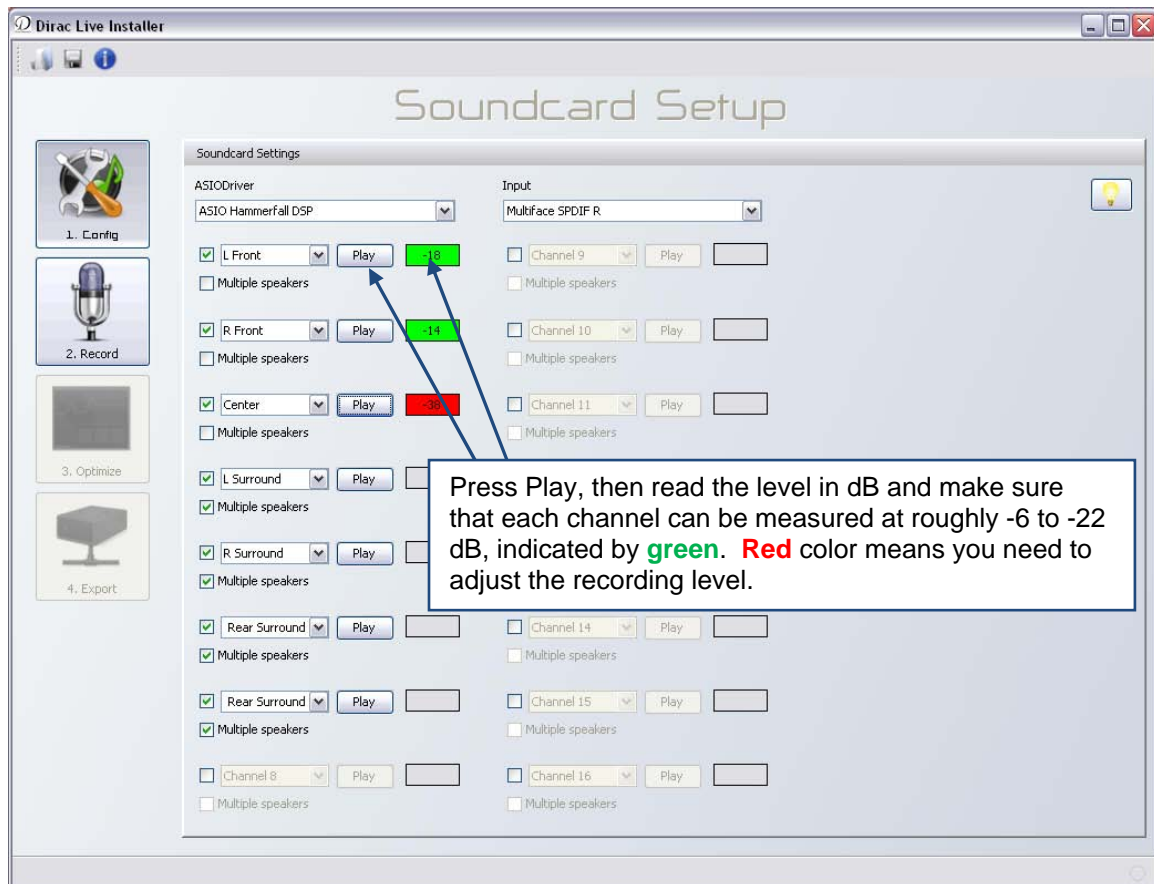 Dirac Live Installer
Soundcard Setup
1. Config
2. Record
3. Optimize
4. Export
Soundcard Settings
ASIODriver
Input
ASIO Hammerfall DSP
Multiface SPDIF R
L Front
Play
-18
Multiple speakers
Channel 9
Play
Multiple speakers
R Front
Play
-14
Multiple speakers
Channel 10
Play
Multiple speakers
Center
Play
-38
Multiple speakers
Channel 11
Play
Multiple speakers
L Surround
Play
Multiple speakers
R Surround
Play
Multiple speakers
Press Play, then read the level in dB and make sure
that each channel can be measured at roughly -6 to -22
dB, indicated by green. Red color means you need to
adjust the recording level.
Rear Surround
Play
Multiple speakers
Channel 14
Play
Multiple speakers
Rear Surround
Play
Multiple speakers
Channel 15
Play
Multiple speakers
Channel 8
Play
Multiple speakers
Channel 16
Play
Multiple speakers